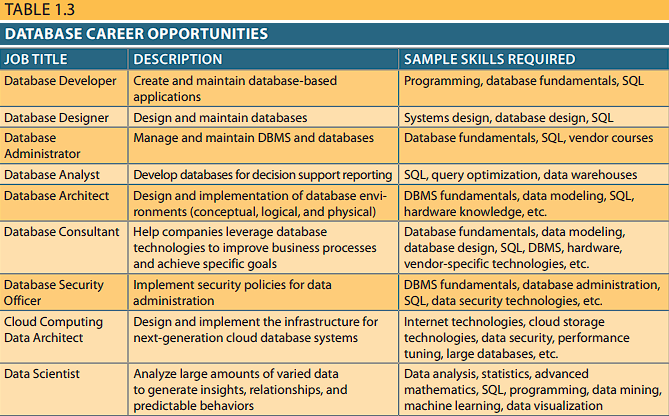 TABLE 1.3
DATABASE CAREER OPPORTUNITIES
JOB TITLE DESCRIPTION SAMPLE SKILLS REQUIRED
Database Developer Create and maintain database-based Programming, database fundamentals, SQL
applications
Database Designer Design and maintain databases Systems design, database design, SQL
Database Manage and maintain DBMS and databases Database fundamentals, SQL, vendor courses
Administrator
Database Analyst Develop databases for decision support reporting SQL, query optimization, data warehouses
Database Architect Design and implementation of database envi- DBMS fundamentals, data modeling, SQL,
ronments (conceptual, logical, and physical) hardware knowledge, etc.
Database Consultant Help companies leverage database Database fundamentals, data modeling,
technologies to improve business processes database design, SQL, DBMS, hardware,
and achieve specific goals vendor-specific technologies, etc.
Database Security Implement security policies for data DBMS fundamentals, database administration,
Officer administration SQL, data security technologies, etc.
Cloud Computing Design and implement the infrastructure for Internet technologies, cloud storage
Data Architect next-generation cloud database systems technologies, data security, performance
tuning, large databases, etc.
Data Scientist Analyze large amounts of varied data Data analysis, statistics, advanced
to generate insights, relationships, and mathematics, SQL, programming, data mining,
predictable behaviors machine learning, data visualization